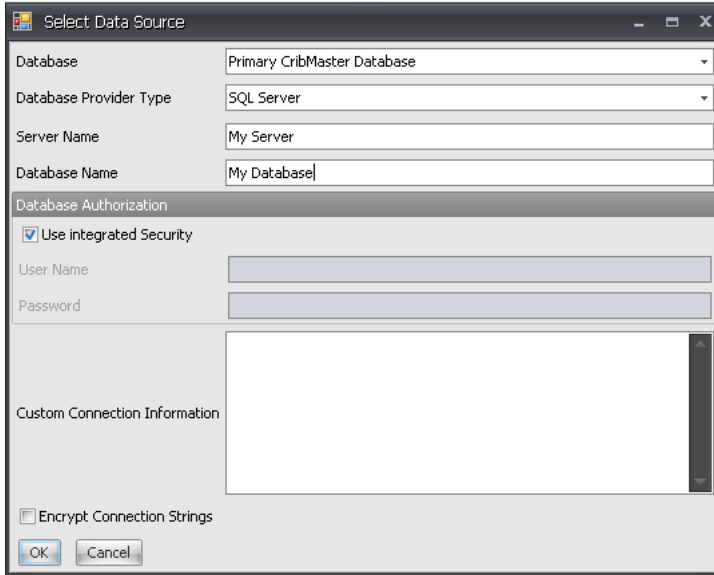 Select Data Source
Database Primary CribMaster Database
Database Provider Type SQL Server
Server Name My Server
Database Name My Database
Database Authorization
Use integrated Security
User Name
Password
Custom Connection Information
Encrypt Connection Strings
OK Cancel